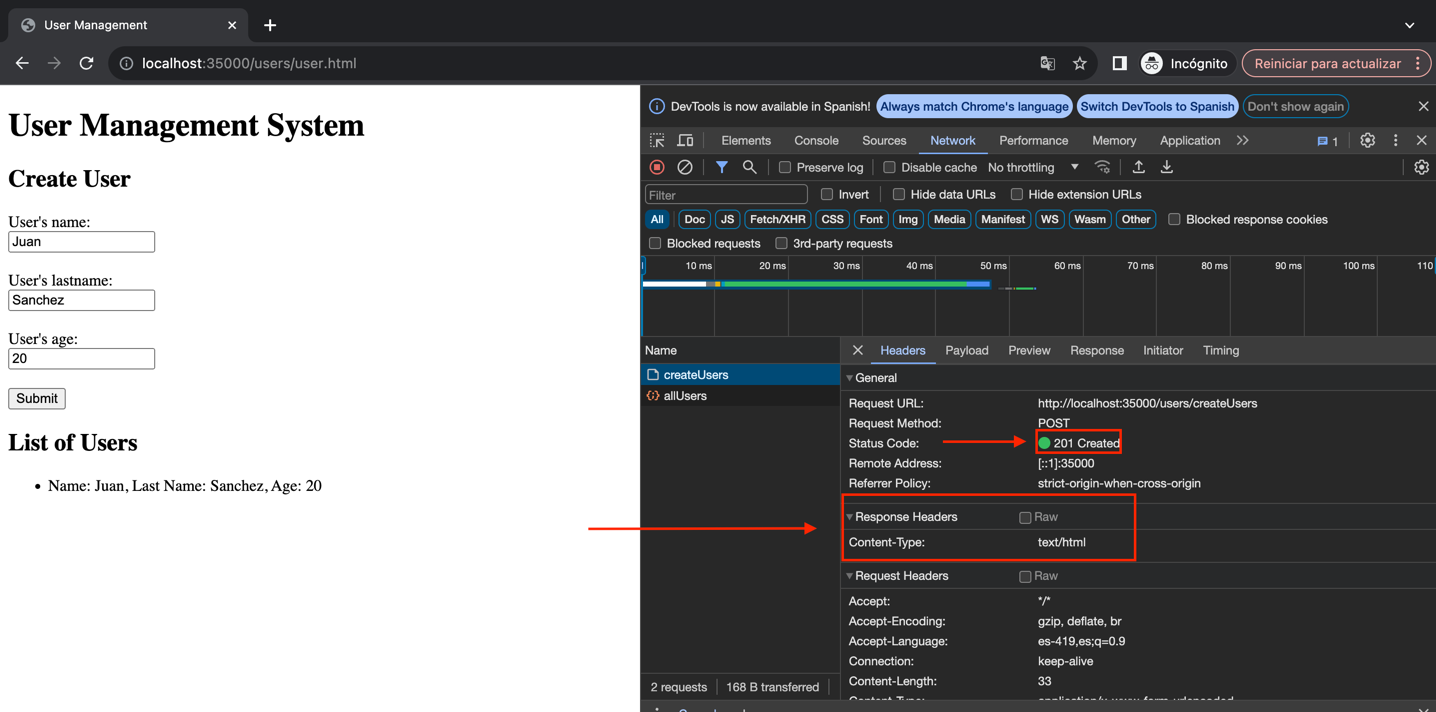 User Management
localhost:35000/users/user.html
Incógnito
Reiniciar para actualizar
User Management System
Create User
User's name:
Juan
User's lastname:
Sanchez
User's age:
20
Submit
List of Users
• Name: Juan, Last Name: Sanchez, Age: 20
DevTools is now available in Spanish! Always match Chrome's language Switch DevTools to Spanish Don't show again
Elements Console Sources Network Performance Memory Application 1
Preserve log Disable cache No throttling
Filter Invert Hide data URLs Hide extension URLs
All Doc JS Fetch/XHR CSS Font Img Media Manifest WS Wasm Other Blocked response cookies
Blocked requests 3rd-party requests
10 ms 20 ms 30 ms 40 ms 50 ms 60 ms 70 ms 80 ms 90 ms 100 ms 110
Name
createUsers
allUsers
2 requests 168 B transferred
Headers Payload Preview Response Initiator Timing
General
Request URL: http://localhost:35000/users/createUsers
Request Method: POST
Status Code: 201 Created
Remote Address: [::1]:35000
Referrer Policy: strict-origin-when-cross-origin
Response Headers Raw
Content-Type: text/html
Request Headers Raw
Accept: */*
Accept-Encoding: gzip, deflate, br
Accept-Language: es-419,es;q=0.9
Connection: keep-alive
Content-Length: 33
Content-Type: application/x-www-form-urlencoded